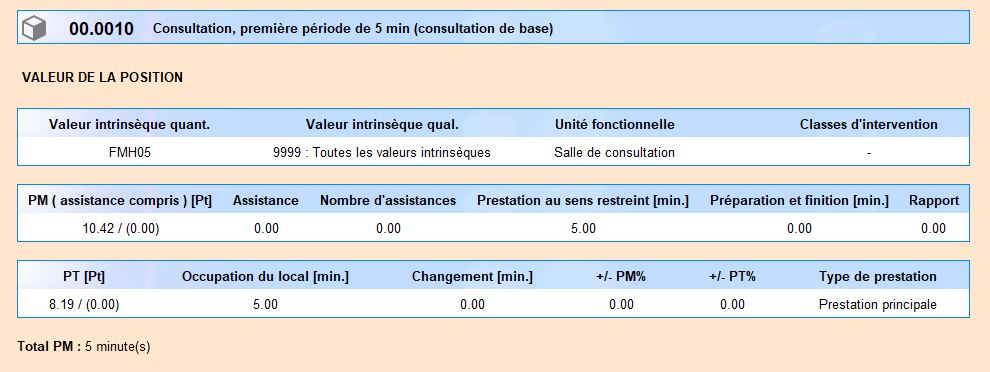 00.0010 Consultation, première période de 5 min (consultation de base)
VALEUR DE LA POSITION
Valeur intrinsèque quant. Valeur intrinsèque qual. Unité fonctionnelle Classes d'intervention
FMH05 9999 : Toutes les valeurs intrinsèques Salle de consultation -
PM ( assistance compris ) [Pt] Assistance Nombre d'assistances Prestation au sens restreint [min.] Préparation et finition [min.] Rapport
10.42 / (0.00) 0.00 0.00 5.00 0.00 0.00
PT [Pt] Occupation du local [min.] Changement [min.] +/- PM% +/- PT% Type de prestation
8.19 / (0.00) 5.00 0.00 0.00 0.00 Prestation principale
Total PM : 5 minute(s)